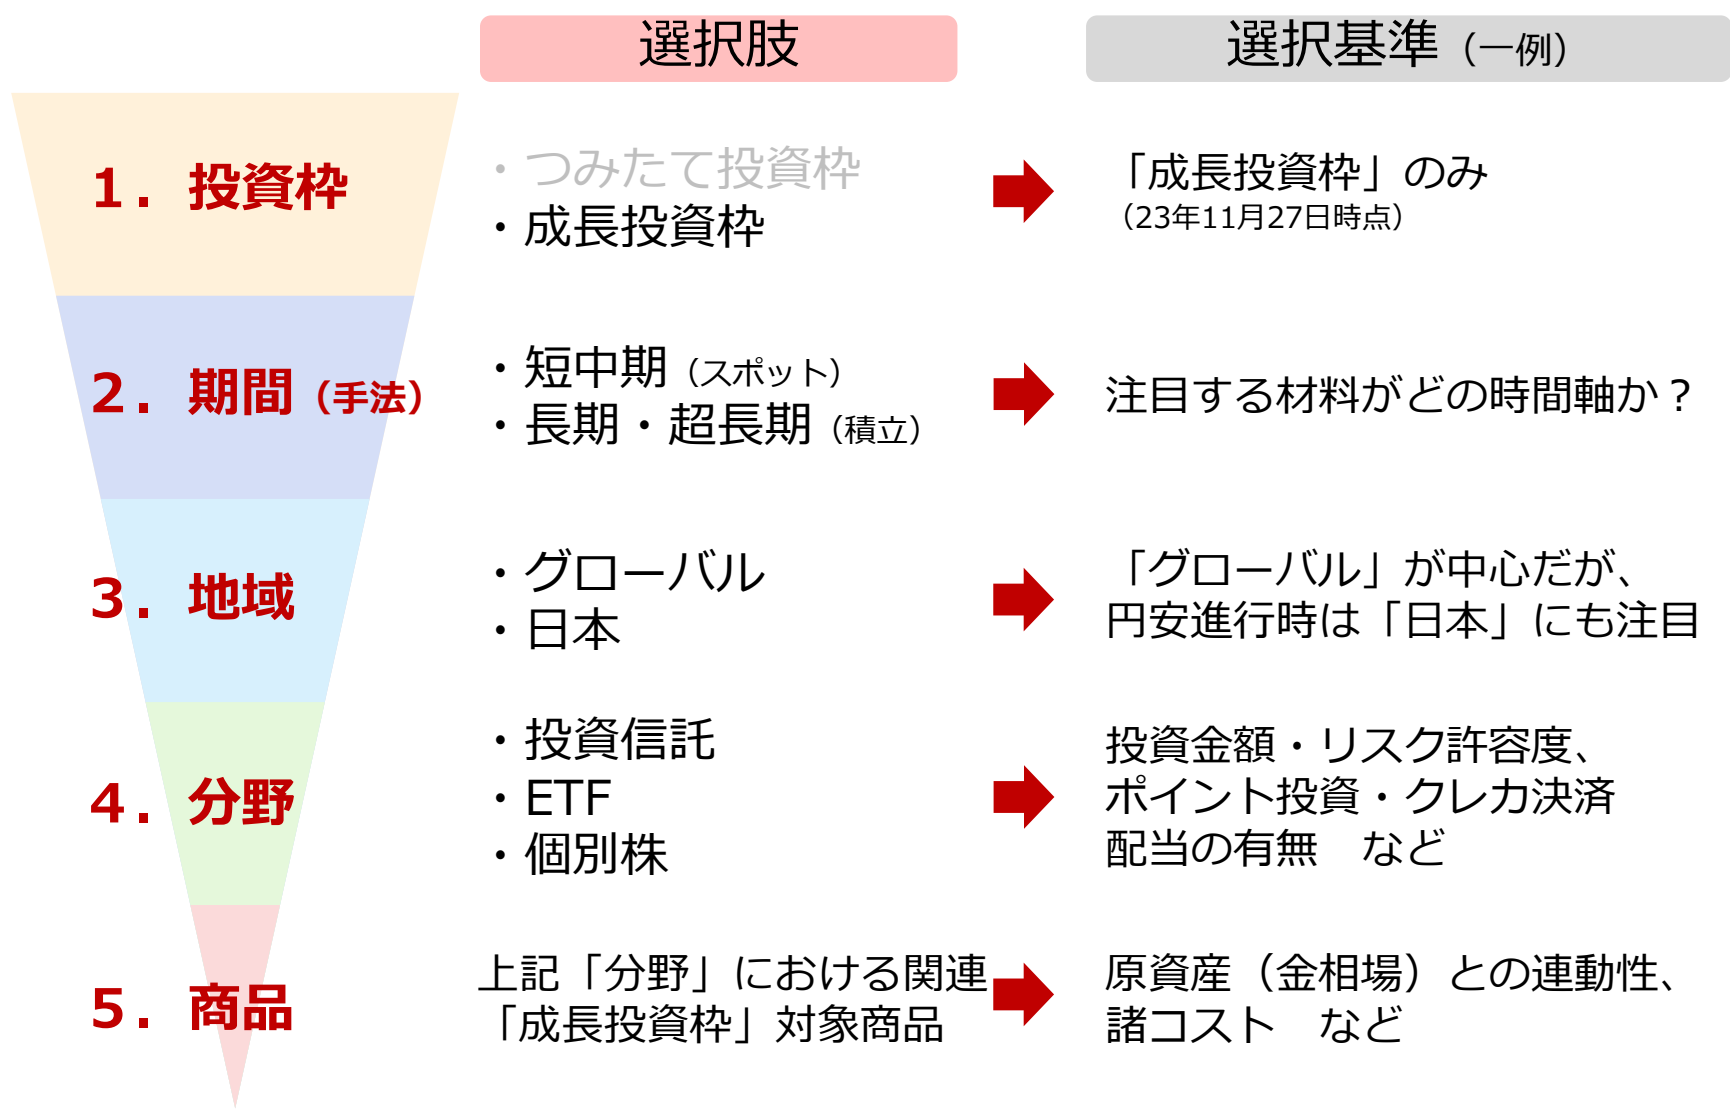 選択肢
選択基準（一例）
１．投資枠
・つみたて投資枠
・成長投資枠
「成長投資枠」のみ
（23年11月27日時点）
２．期間（手法）
・短中期（スポット）
・長期・超長期（積立）
注目する材料がどの時間軸か？
３．地域
・グローバル
・日本
「グローバル」が中心だが、
円安進行時は「日本」にも注目
４．分野
・投資信託
・ETF
・個別株
投資金額・リスク許容度、
ポイント投資・クレカ決済
配当の有無　など
５．商品
上記「分野」における関連
「成長投資枠」対象商品
原資産（金相場）との連動性、
諸コスト　など